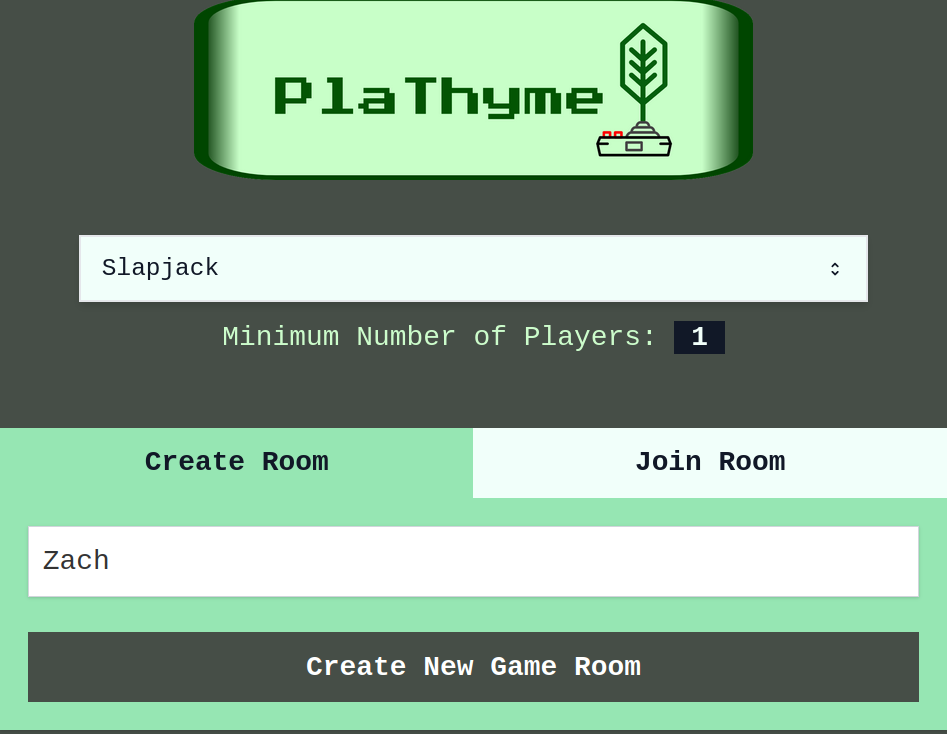 PlaThyme
Slapjack
Minimum Number of Players: 1
Create Room
Join Room
Zach
Create New Game Room